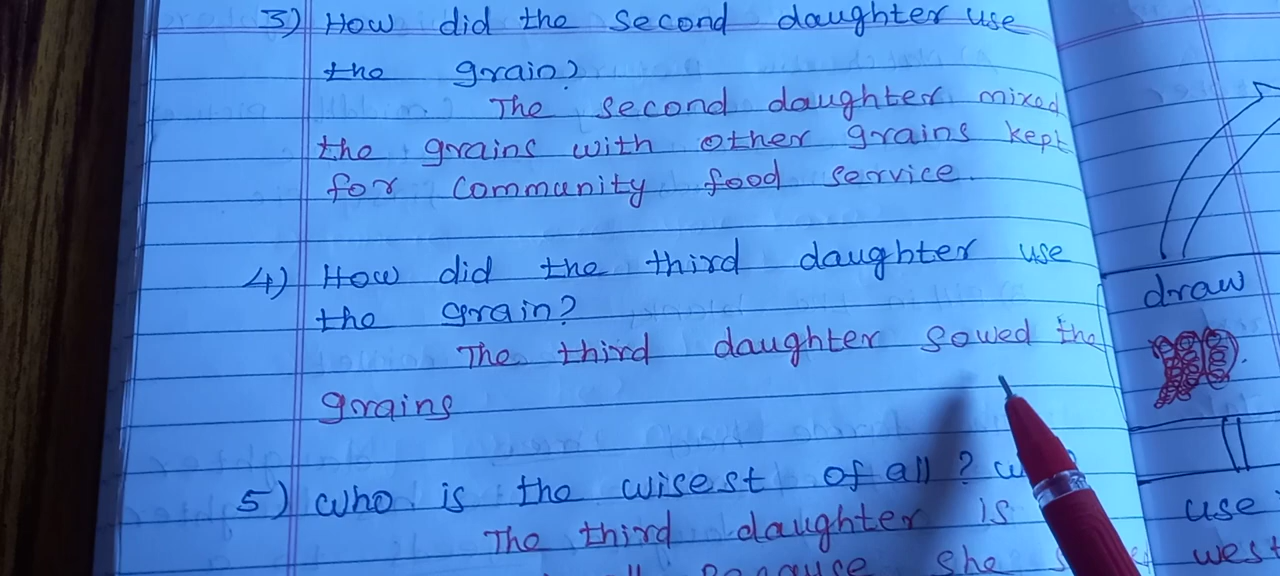 3) How did the second daughter use
the grain?
The second daughter mixed
the grains with other grains kept
for community food service.
4) How did the third daughter use
the grain?
The third daughter sowed the
grains
5) who is the wisest of all?
The third daughter is
Because she
draw
use
west